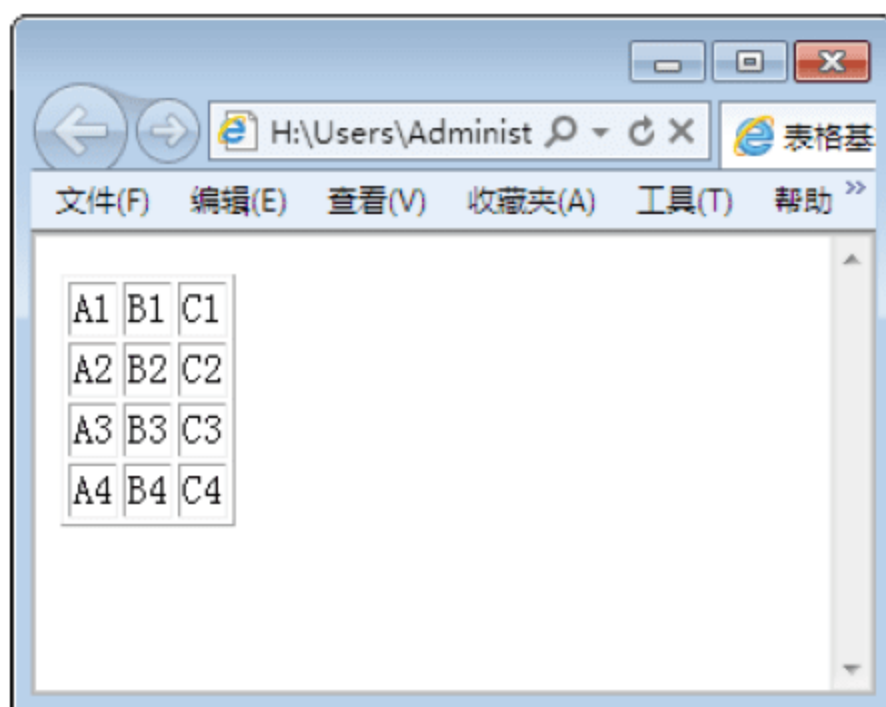 H:\Users\Administ
表格基
文件(F) 编辑(E) 查看(V) 收藏夹(A) 工具(T) 帮助 »
A1 B1 C1
A2 B2 C2
A3 B3 C3
A4 B4 C4